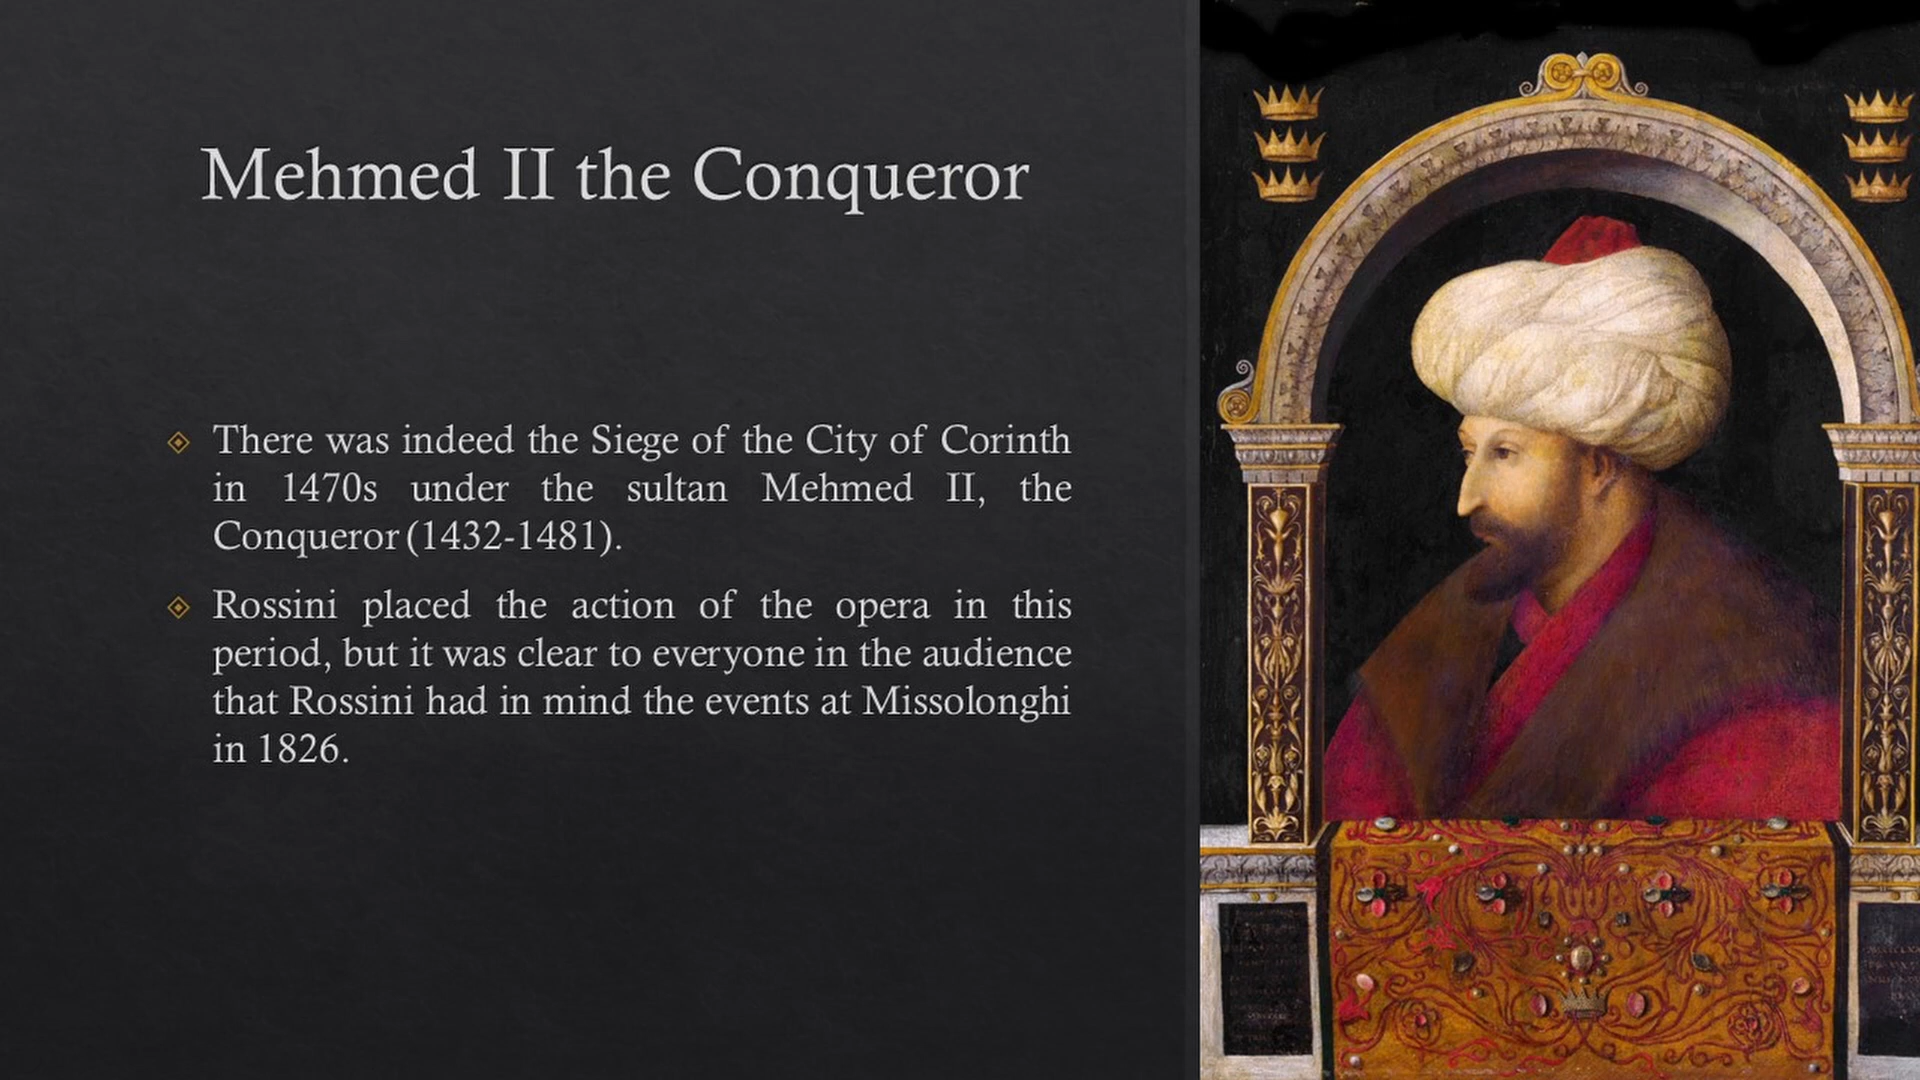 Mehmed II the Conqueror
There was indeed the Siege of the City of Corinth
in 1470s under the sultan Mehmed II, the
Conqueror (1432-1481).
Rossini placed the action of the opera in this
period, but it was clear to everyone in the audience
that Rossini had in mind the events at Missolonghi
in 1826.